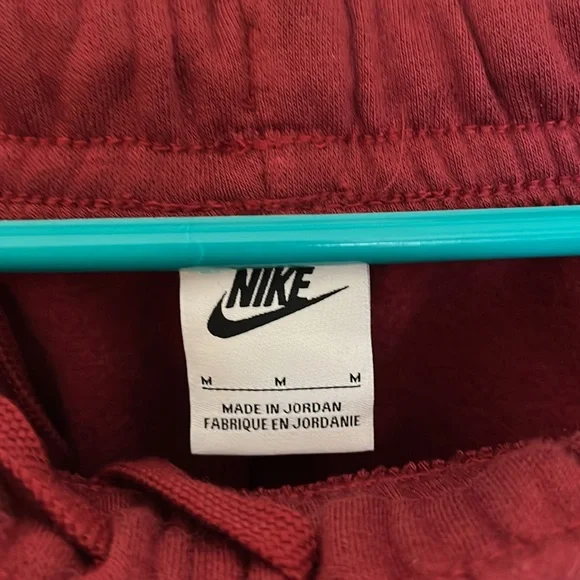 NIKE
M M M
MADE IN JORDAN
FABRIQUE EN JORDANIE